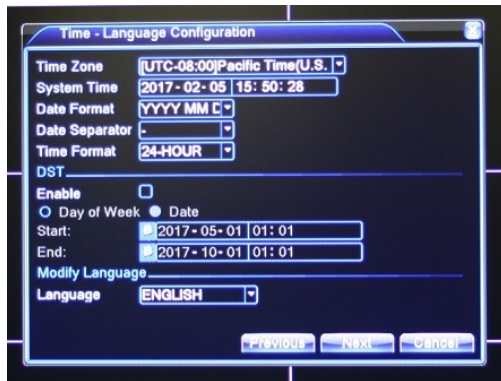 Time - Language Configuration
Time Zone [UTC-08:00]Pacific Time(U.S.
System Time 2017-02-05 15:50:28
Date Format YYYY MM D
Date Separator -
Time Format 24-HOUR
DST
Enable
Day of Week Date
Start: 2017-05-01 01:01
End: 2017-10-01 01:01
Modify Language
Language ENGLISH
Previous Next Cancel